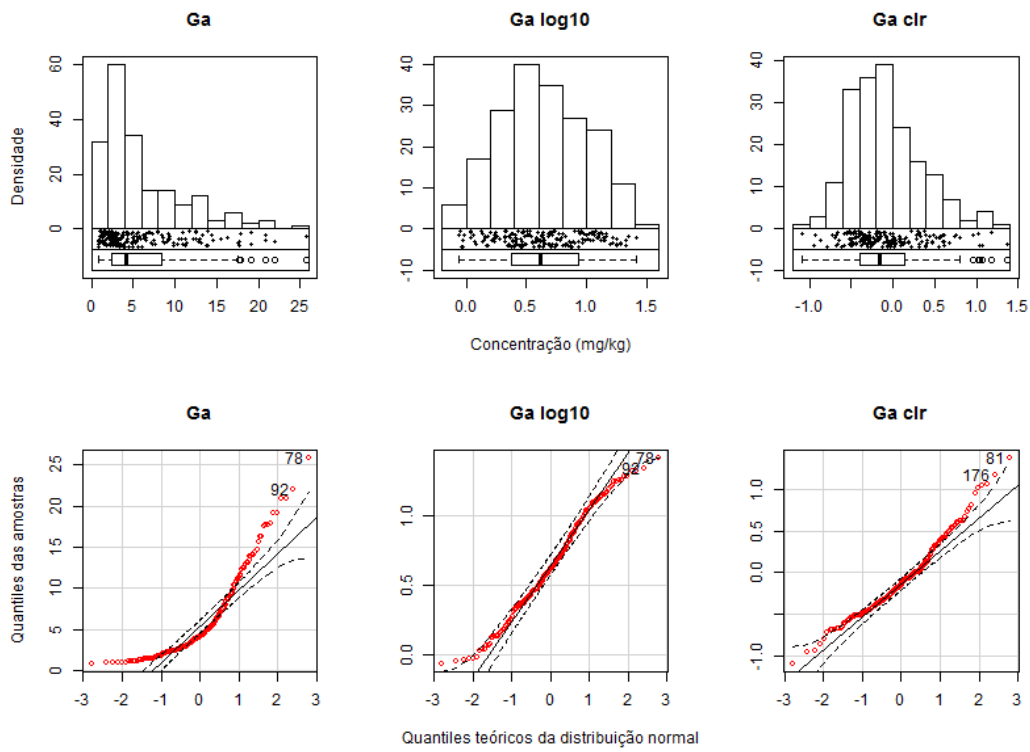 Ga
Ga log10
Ga clr
Densidade
0 20 40 60
0 5 10 15 20 25
-10 0 10 20 30 40
0.0 0.5 1.0 1.5
-10 0 10 20 30 40
-1.0 0.0 0.5 1.0 1.5
Concentração (mg/kg)
Ga
Ga log10
Ga clr
Quantiles das amostras
0 5 10 15 20 25
78
92
-3 -2 -1 0 1 2 3
0.0 0.5 1.0
78
92
-3 -2 -1 0 1 2 3
-1.0 0.0 0.5 1.0
81
176
-3 -2 -1 0 1 2 3
Quantiles teóricos da distribuição normal